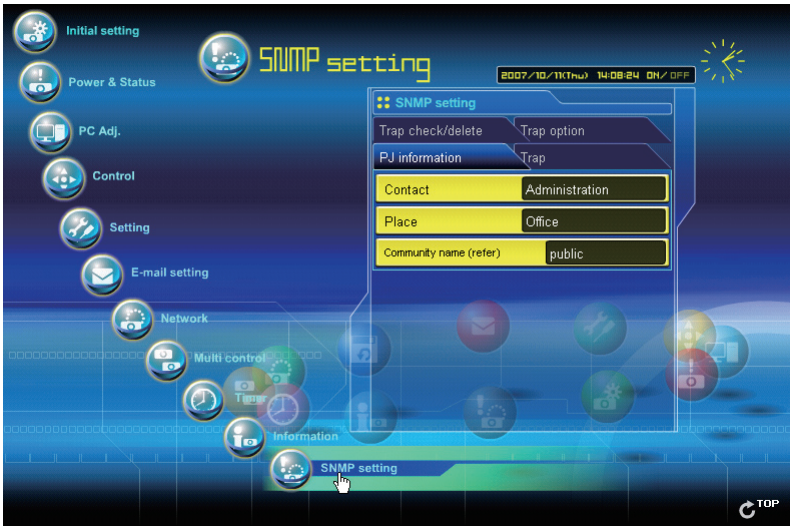 Initial setting
Power & Status
PC Adj.
Control
Setting
E-mail setting
Network
Multi control
Timer
Information
SNMP setting
SNMP setting
2007/10/11(Thu) 14:08:24 ON/OFF
SNMP setting
Trap check/delete Trap option
PJ information Trap
Contact Administration
Place Office
Community name (refer) public
TOP